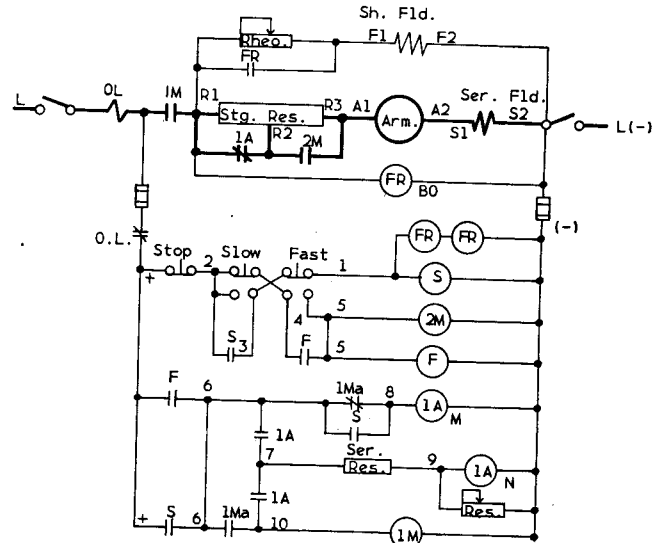 Sh. Fld.
Rheo. F1 F2
FR
L OL 1M R1 Stg. Res. R3 A1 Arm. A2 Ser. Fld.
S1 S2 L(-)
1A R2 2M
FR BO
(-)
O.L.
FR FR
Stop 2 Slow Fast 1
+ S
5 2M
4
S 3 F 5 F
F 6 1Ma 8 1A M
S
1A
7 Ser. Res. 9 1A N
1A Res.
+ S 6 1Ma 10 1M